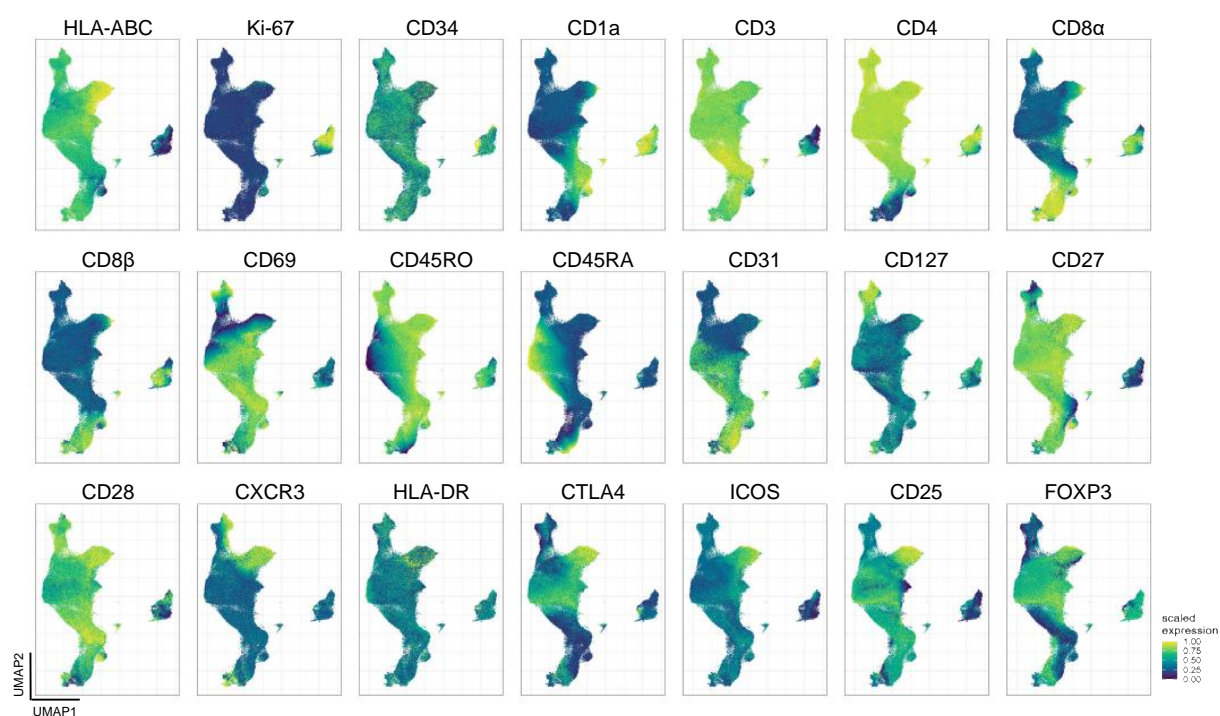 HLA-ABC Ki-67 CD34 CD1a CD3 CD4 CD8α
CD8β CD69 CD45RO CD45RA CD31 CD127 CD27
CD28 CXCR3 HLA-DR CTLA4 ICOS CD25 FOXP3
scaled
expression
1.00
0.75
0.50
0.25
0.00
UMAP2
UMAP1